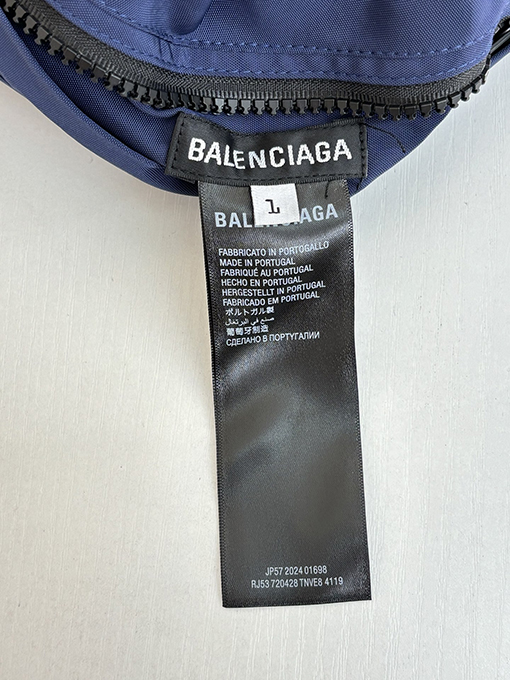 BALENCIAGA
L
BALENCIAGA
FABBRICATO IN PORTOGALLO
MADE IN PORTUGAL
FABRIQUÉ AU PORTUGAL
HECHO EN PORTUGAL
HERGESTELLT IN PORTUGAL
FABRICADO EM PORTUGAL
ポルトガル製
صنع في البرتغال
葡萄牙制造
СДЕЛАНО В ПОРТУГАЛИИ
JP57 2024 01698
RJ53 720428 TNVE8 4119